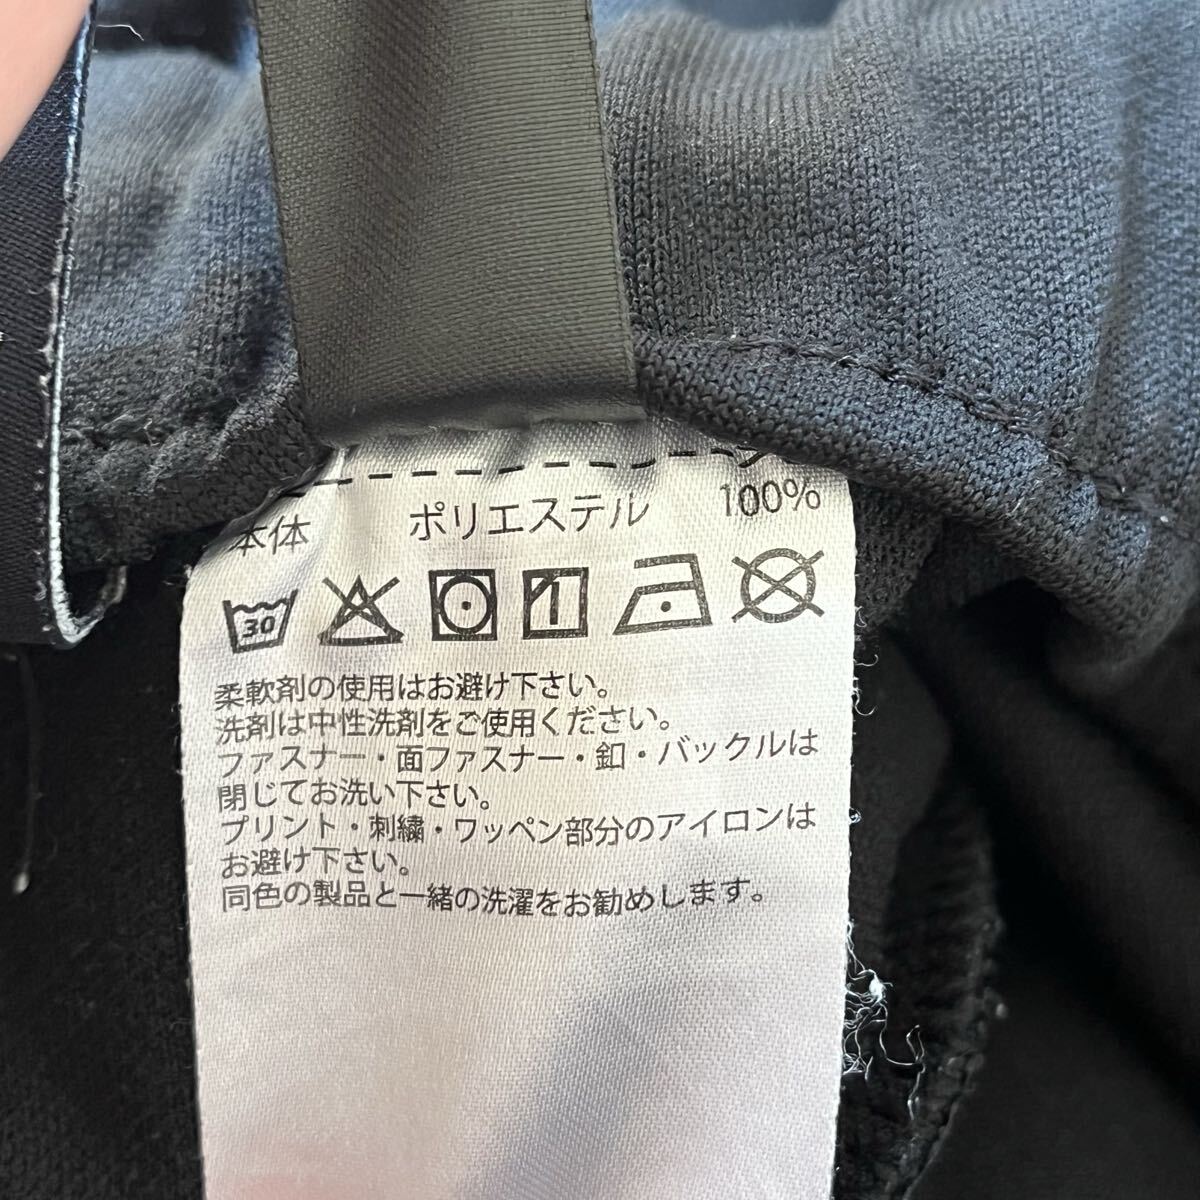 本体 ポリエステル 100%
30
柔軟剤の使用はお避け下さい。
洗剤は中性洗剤をご使用ください。
ファスナー・面ファスナー・釦・バックルは
閉じてお洗い下さい。
プリント・刺繍・ワッペン部分のアイロンは
お避け下さい。
同色の製品と一緒の洗濯をお勧めします。